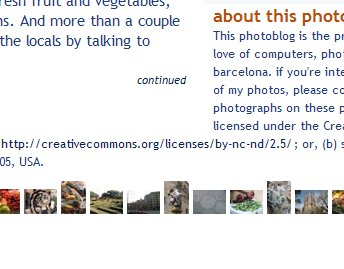 resh fruit and vegetables,
ns. And more than a couple
the locals by talking to
continued
about this photo
This photoblog is the pr
love of computers, phot
barcelona. if you're inte
of my photos, please co
photographs on these p
licensed under the Crea
http://creativecommons.org/licenses/by-nc-nd/2.5/ ; or, (b) s
05, USA.